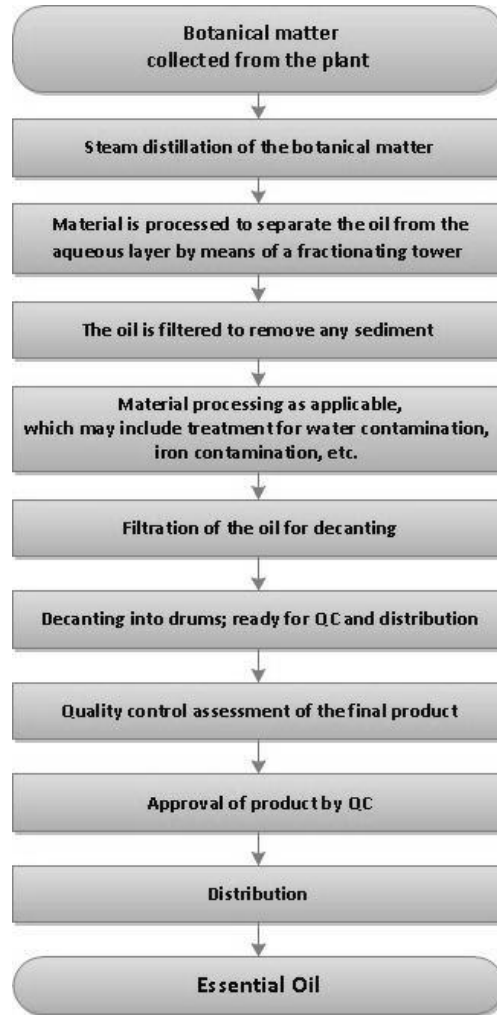 Botanical matter
collected from the plant
Steam distillation of the botanical matter
Material is processed to separate the oil from the
aqueous layer by means of a fractionating tower
The oil is filtered to remove any sediment
Material processing as applicable,
which may include treatment for water contamination,
iron contamination, etc.
Filtration of the oil for decanting
Decanting into drums; ready for QC and distribution
Quality control assessment of the final product
Approval of product by QC
Distribution
Essential Oil